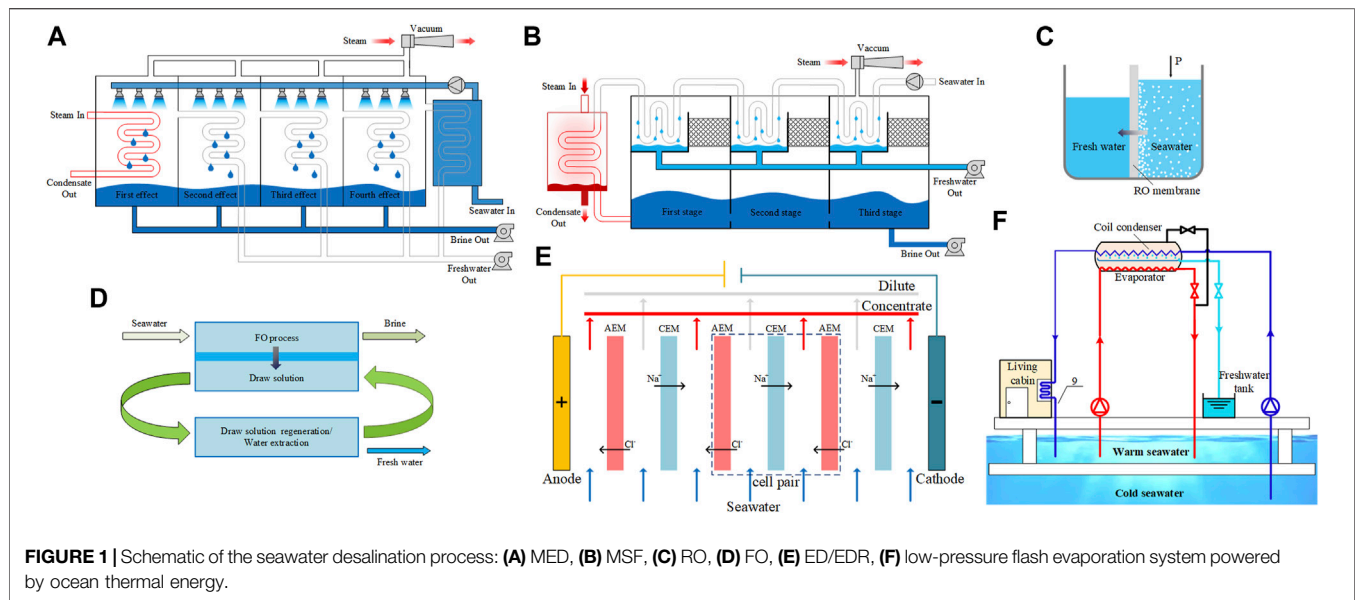 A
Steam
Vacuum
Steam In
Condensate
Out
First effect
Second effect
Third effect
Fourth effect
Seawater In
Brine Out
Freshwater
Out
B
Steam
Vaccum
Seawater In
Steam In
Freshwater
Out
Condensate
Out
First stage
Second stage
Third stage
Brine Out
C
P
Fresh water
Seawater
RO membrane
D
Seawater
Brine
FO process
Draw solution
Draw solution regeneration/
Water extraction
Fresh water
E
Dilute
Concentrate
AEM
CEM
AEM
CEM
AEM
CEM
Na⁻
Na⁻
Na⁻
+
−
Cl⁻
Cl⁻
Cl⁻
Anode
cell pair
Cathode
Seawater
F
Coil condenser
Evaporator
Living
cabin
9
Freshwater
tank
Warm seawater
Cold seawater
FIGURE 1 | Schematic of the seawater desalination process: (A) MED, (B) MSF, (C) RO, (D) FO, (E) ED/EDR, (F) low-pressure flash evaporation system powered
by ocean thermal energy.